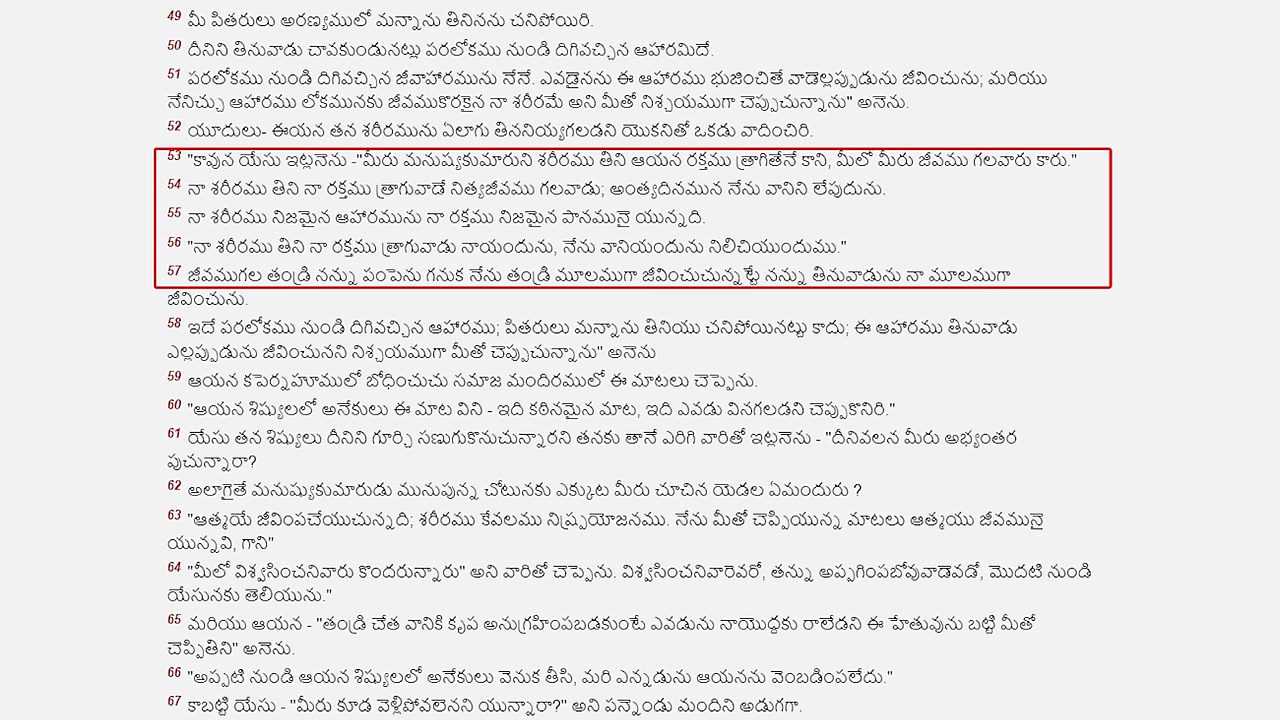 49 మీ పితరులు అరణ్యములో మన్నాను తినినను చనిపోయిరి.
50 దీనిని తినువాడు చావకుండునట్లు పరలోకము నుండి దిగివచ్చిన ఆహారమిదే.
51 పరలోకము నుండి దిగివచ్చిన జీవాహారమును నేనే. ఎవడైనను ఈ ఆహారము భుజించితే వాడెల్లప్పుడును జీవించును; మరియు
నేనిచ్చు ఆహారము లోకమునకు జీవముకొరకైన నా శరీరమే అని మీతో నిశ్చయముగా చెప్పుచున్నాను" అనెను.
52 యూదులు- ఈయన తన శరీరమును ఏలాగు తిననియ్యగలడని యొకనితో ఒకడు వాదించిరి.
53 "కావున యేసు ఇట్లనెను -"మీరు మనుష్యకుమారుని శరీరము తిని ఆయన రక్తము త్రాగితేనే కాని, మీలో మీరు జీవము గలవారు కారు."
54 నా శరీరము తిని నా రక్తము త్రాగువాడే నిత్యజీవము గలవాడు; అంత్యదినమున నేను వానిని లేపుదును.
55 నా శరీరము నిజమైన ఆహారమును నా రక్తము నిజమైన పానమునై యున్నది.
56 "నా శరీరము తిని నా రక్తము త్రాగువాడు నాయందును, నేను వానియందును నిలిచియుందుము."
57 జీవముగల తండ్రి నన్ను పంపెను గనుక నేను తండ్రి మూలముగా జీవించుచున్నట్టే నన్ను తినువాడును నా మూలముగా
జీవించును.
58 ఇదే పరలోకము నుండి దిగివచ్చిన ఆహారము; పితరులు మన్నాను తినియు చనిపోయినట్టు కాదు; ఈ ఆహారము తినువాడు
ఎల్లప్పుడును జీవించునని నిశ్చయముగా మీతో చెప్పుచున్నాను" అనెను
59 ఆయన కపెర్నహూములో బోధించుచు సమాజ మందిరములో ఈ మాటలు చెప్పెను.
60 "ఆయన శిష్యులలో అనేకులు ఈ మాట విని - ఇది కఠినమైన మాట, ఇది ఎవడు వినగలడని చెప్పుకొనిరి."
61 యేసు తన శిష్యులు దీనిని గూర్చి సణుగుకొనుచున్నారని తనకు తానే ఎరిగి వారితో ఇట్లనెను - "దీనివలన మీరు అభ్యంతర
పుచున్నారా?
62 అలాగైతే మనుష్యకుమారుడు మునుపున్న చోటునకు ఎక్కుట మీరు చూచిన యెడల ఏమందురు ?
63 "ఆత్మయే జీవింపచేయుచున్నది; శరీరము కేవలము నిష్ప్రయోజనము. నేను మీతో చెప్పియున్న మాటలు ఆత్మయు జీవమునై
యున్నవి, గాని"
64 "మీలో విశ్వసించనివారు కొందరున్నారు" అని వారితో చెప్పెను. విశ్వసించనివారెవరో, తన్ను అప్పగింపబోవువాడెవడో, మొదటి నుండి
యేసునకు తెలియును."
65 మరియు ఆయన - "తండ్రి చేత వానికి కృప అనుగ్రహింపబడకుంటే ఎవడును నాయొద్దకు రాలేడని ఈ హేతువును బట్టి మీతో
చెప్పితిని" అనెను.
66 "అప్పటి నుండి ఆయన శిష్యులలో అనేకులు వెనుక తీసి, మరి ఎన్నడును ఆయనను వెంబడింపలేదు."
67 కాబట్టి యేసు - "మీరు కూడ వెళ్లిపోవలెనని యున్నారా?" అని పన్నెండు మందిని అడుగగా.